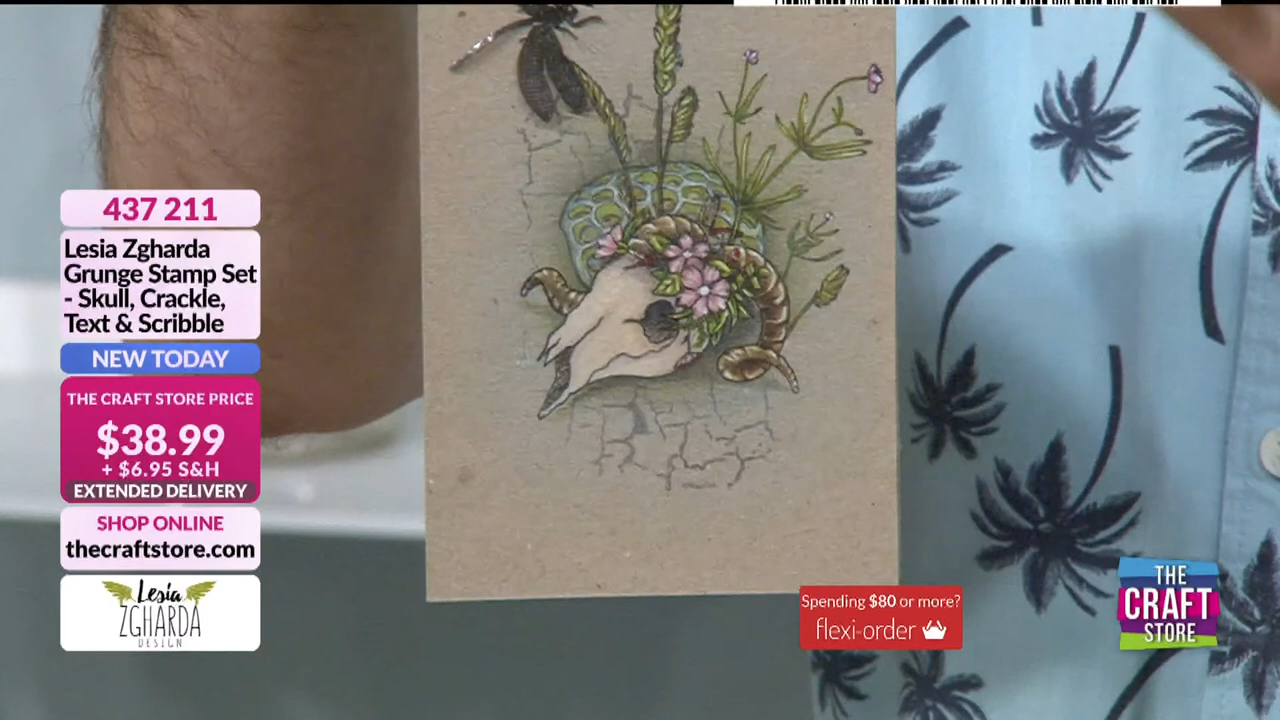 437 211
Lesia Zgharda
Grunge Stamp Set
- Skull, Crackle,
Text & Scribble
NEW TODAY
THE CRAFT STORE PRICE
$38.99
+ $6.95 S&H
EXTENDED DELIVERY
SHOP ONLINE
thecraftstore.com
Lesia
ZGHARDA
DESIGN
Spending $80 or more?
flexi-order
THE
CRAFT
STORE